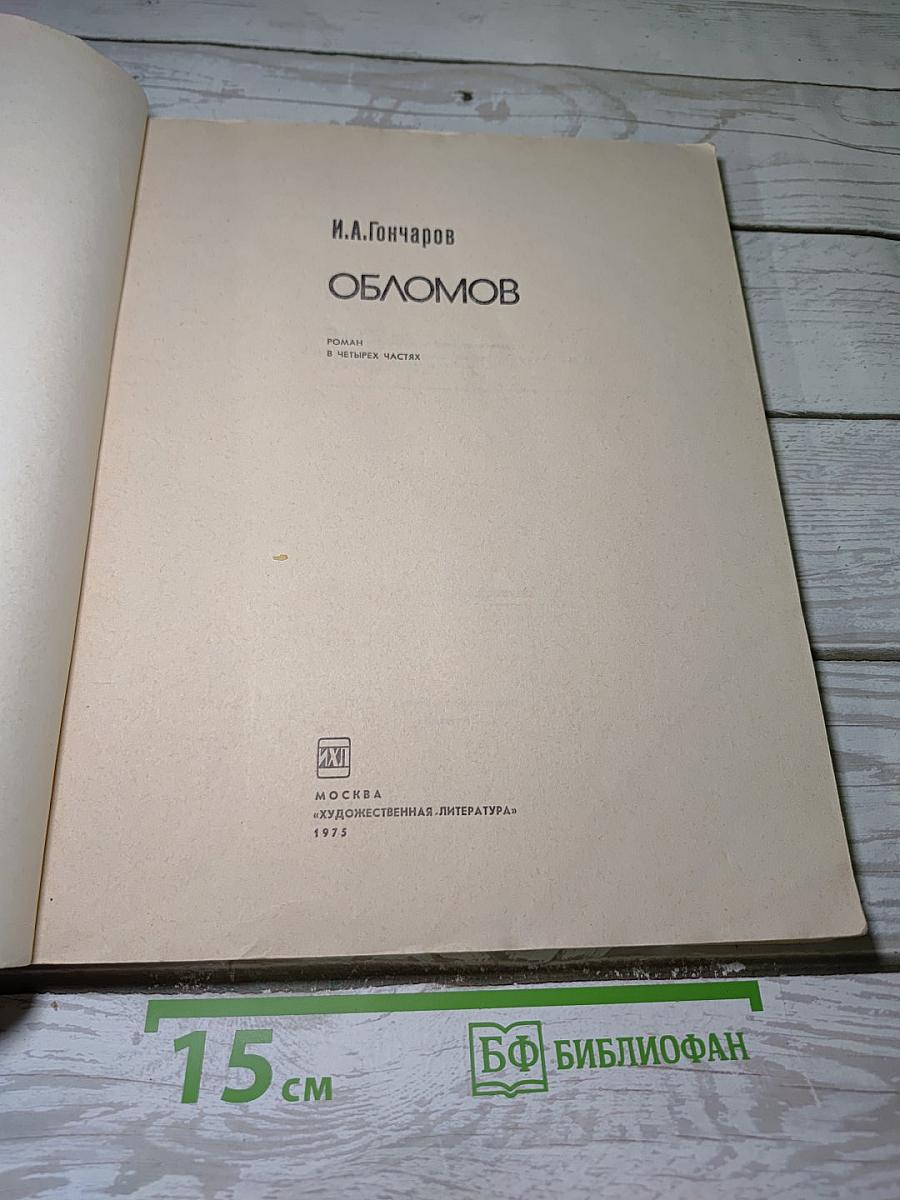 И.А.Гончаров
ОБЛОМОВ
РОМАН
В ЧЕТЫРЕХ ЧАСТЯХ
ИХЛ
МОСКВА
«ХУДОЖЕСТВЕННАЯ ЛИТЕРАТУРА»
1975
15 см
БФ БИБЛИОФАН